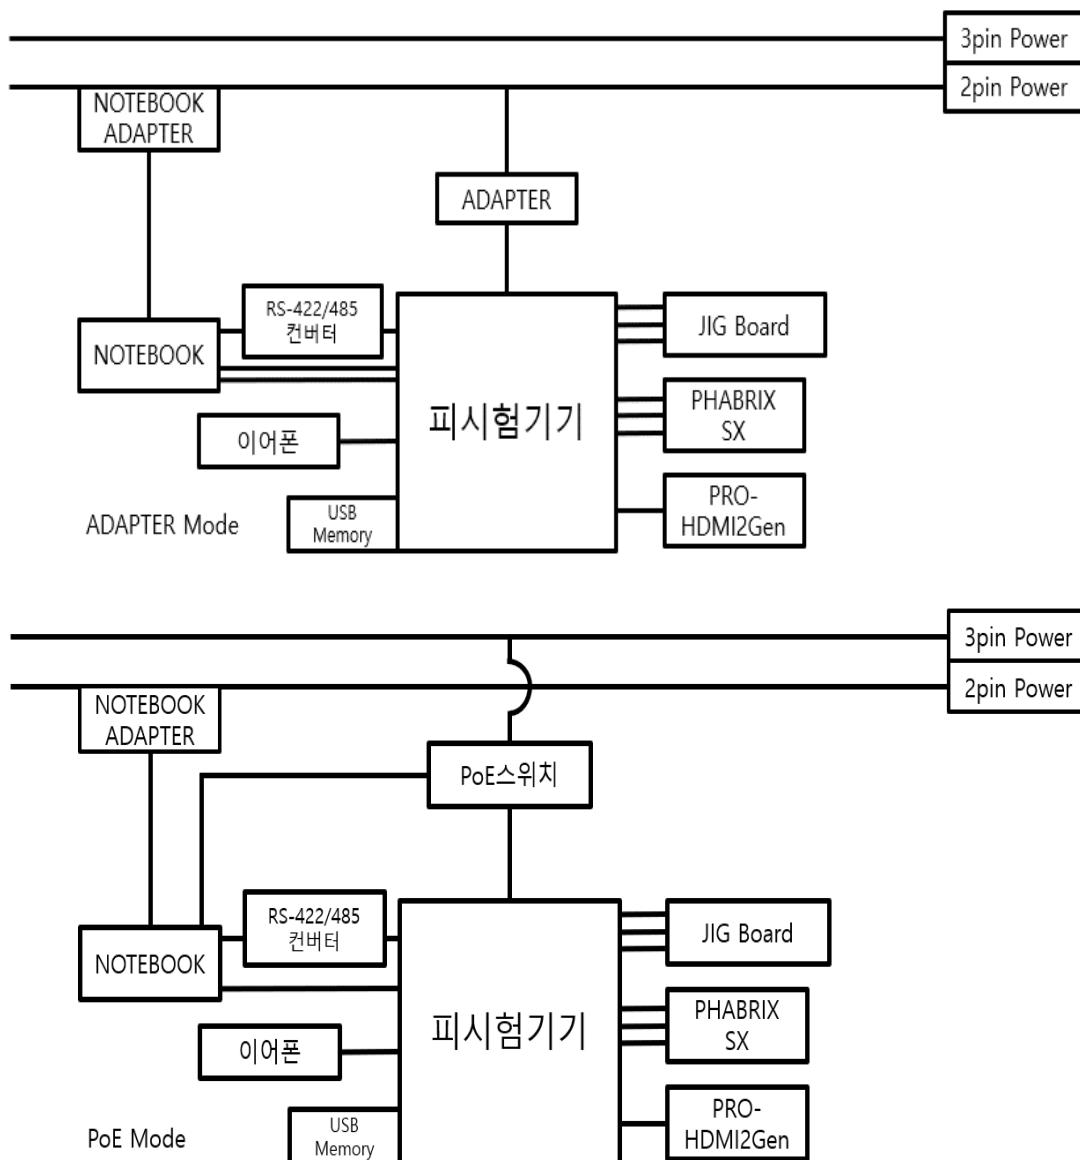 3pin Power
2pin Power
NOTEBOOK
ADAPTER
ADAPTER
RS-422/485
컨버터
JIG Board
NOTEBOOK
PHABRIX
SX
피시험기기
이어폰
PRO-
HDMI2Gen
USB
Memory
ADAPTER Mode
3pin Power
2pin Power
NOTEBOOK
ADAPTER
PoE스위치
RS-422/485
컨버터
JIG Board
NOTEBOOK
PHABRIX
SX
피시험기기
이어폰
PRO-
HDMI2Gen
USB
Memory
PoE Mode